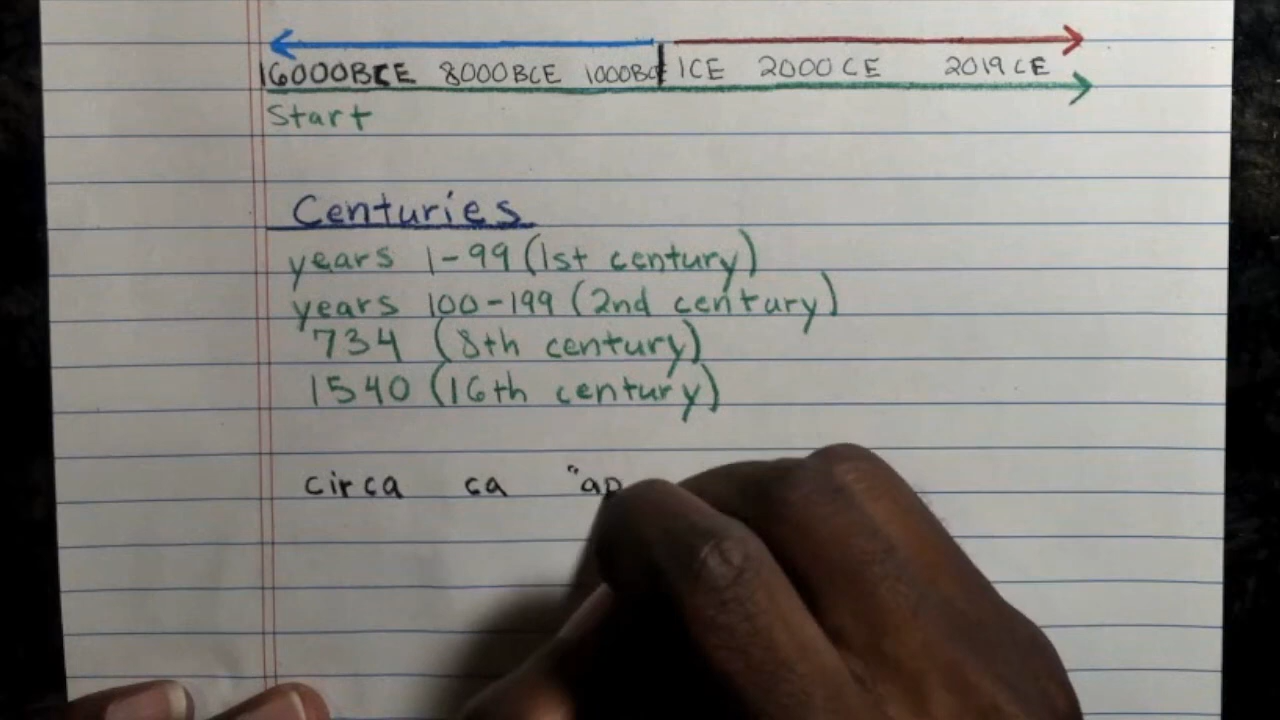 16000BCE 8000BCE 1000BCE 1CE 2000CE 2019CE
Start
Centuries
years 1-99 (1st century)
years 100-199 (2nd century)
734 (8th century)
1540 (16th century)
circa ca "ap